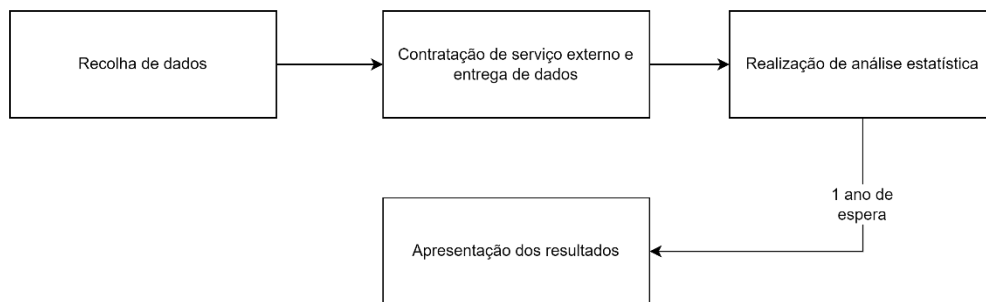 Recolha de dados
Contratação de serviço externo e
entrega de dados
Realização de análise estatística
1 ano de
espera
Apresentação dos resultados